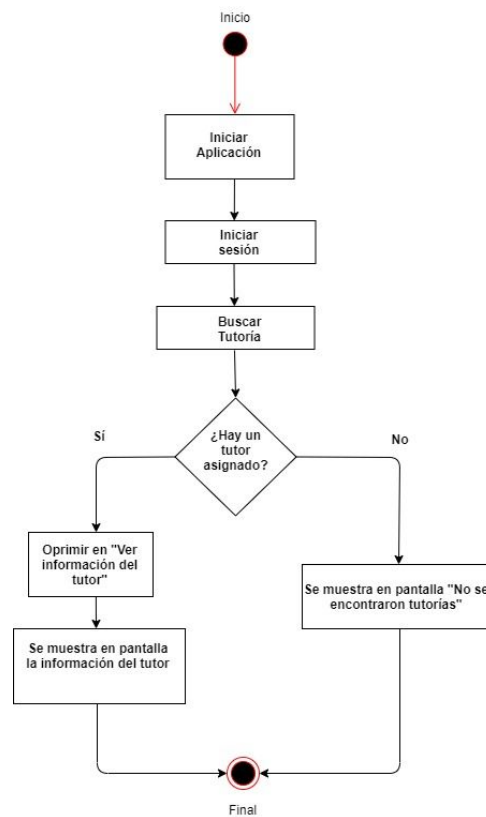 Inicio
Iniciar
Aplicación
Iniciar
sesión
Buscar
Tutoría
¿Hay un
tutor
asignado?
Sí
No
Oprimir en "Ver
información del
tutor"
Se muestra en pantalla "No se
encontraron tutorías"
Se muestra en pantalla
la información del tutor
Final